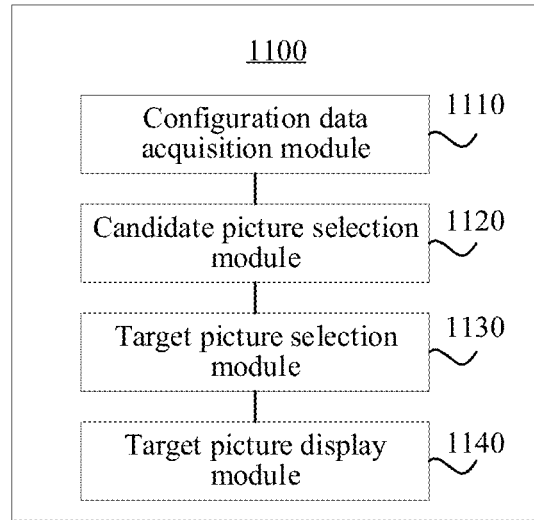 1100
1110
Configuration data
acquisition module
1120
Candidate picture selection
module
1130
Target picture selection
module
1140
Target picture display
module